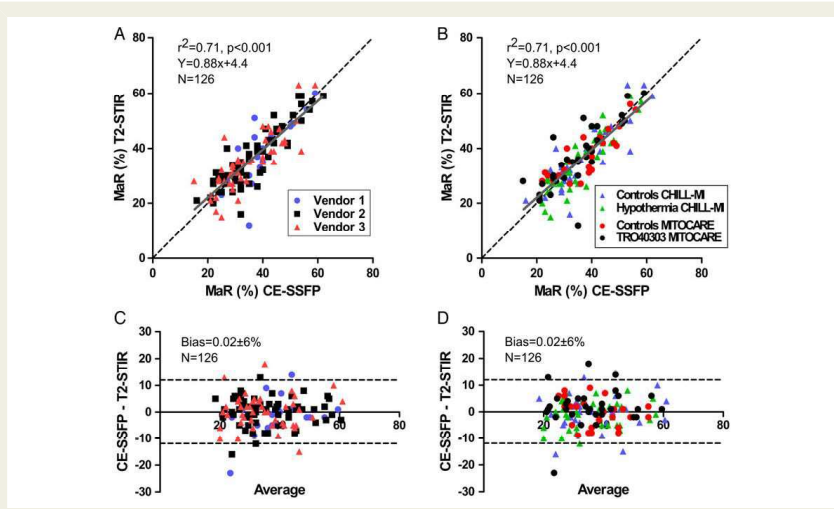 A
80
r²=0.71, p<0.001
Y=0.88x+4.4
N=126
60
40
20
0
0 20 40 60 80
MaR (%) T2-STIR
MaR (%) CE-SSFP
Vendor 1
Vendor 2
Vendor 3
B
80
r²=0.71, p<0.001
Y=0.88x+4.4
N=126
60
40
20
0
0 20 40 60 80
MaR (%) T2-STIR
MaR (%) CE-SSFP
Controls CHILL-MI
Hypothermia CHILL-MI
Controls MITOCARE
TRO40303 MITOCARE
C
30
Bias=0.02±6%
N=126
20
10
0
20 40 60 80
-10
-20
-30
CE-SSFP - T2-STIR
Average
D
30
Bias=0.02±6%
N=126
20
10
0
20 40 60 80
-10
-20
-30
CE-SSFP - T2-STIR
Average